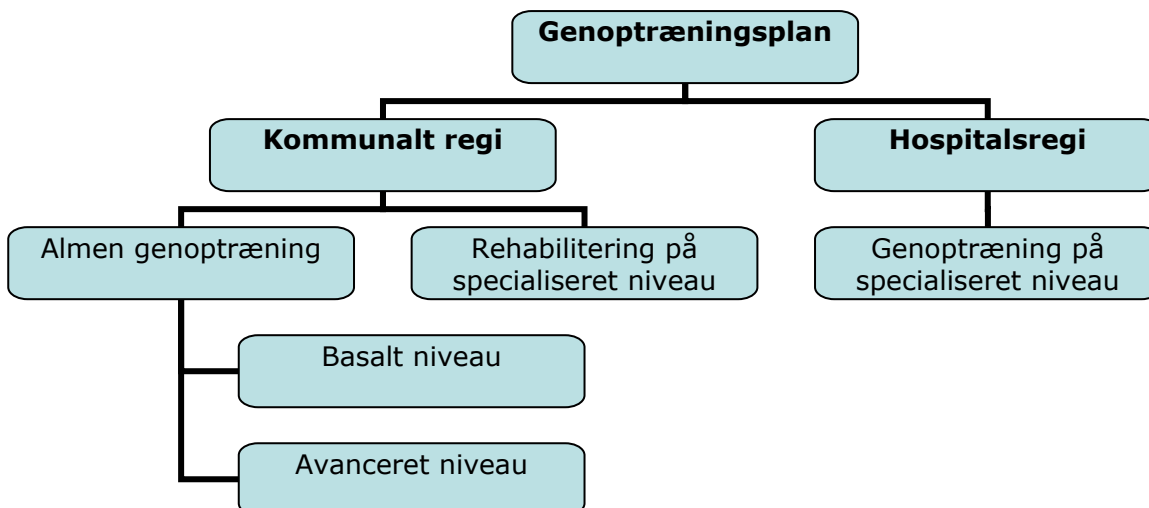 Genoptræningsplan
Kommunalt regi
Hospitalsregi
Almen genoptræning
Rehabilitering på
specialiseret niveau
Genoptræning på
specialiseret niveau
Basalt niveau
Avanceret niveau